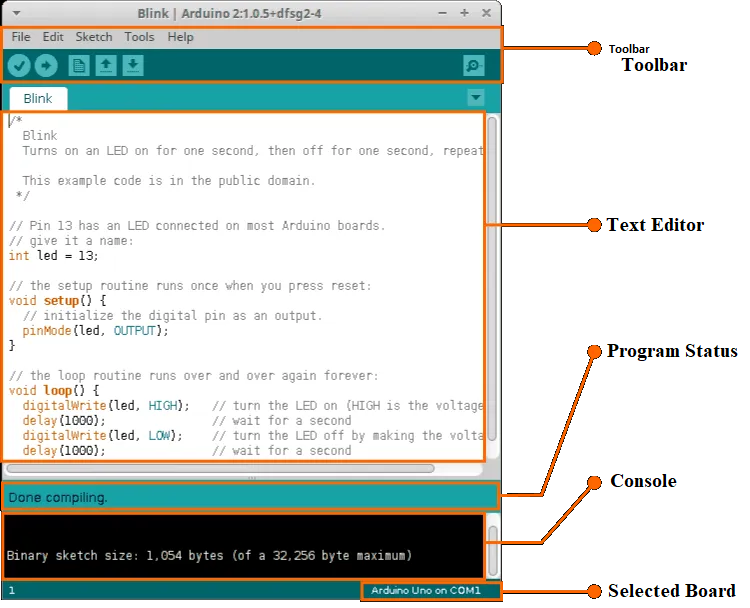 Blink | Arduino 2:1.0.5+dfsg2-4
File Edit Sketch Tools Help
Toolbar
Toolbar
Blink
/*
Blink
Turns on an LED on for one second, then off for one second, repeat
This example code is in the public domain.
*/
// Pin 13 has an LED connected on most Arduino boards.
// give it a name:
int led = 13;
Text Editor
// the setup routine runs once when you press reset:
void setup() {
// initialize the digital pin as an output.
pinMode(led, OUTPUT);
}
Program Status
// the loop routine runs over and over again forever:
void loop() {
digitalWrite(led, HIGH); // turn the LED on (HIGH is the voltage
delay(1000); // wait for a second
digitalWrite(led, LOW); // turn the LED off by making the volta
delay(1000); // wait for a second
Console
Done compiling.
Binary sketch size: 1,054 bytes (of a 32,256 byte maximum)
1
Arduino Uno on COM1
Selected Board